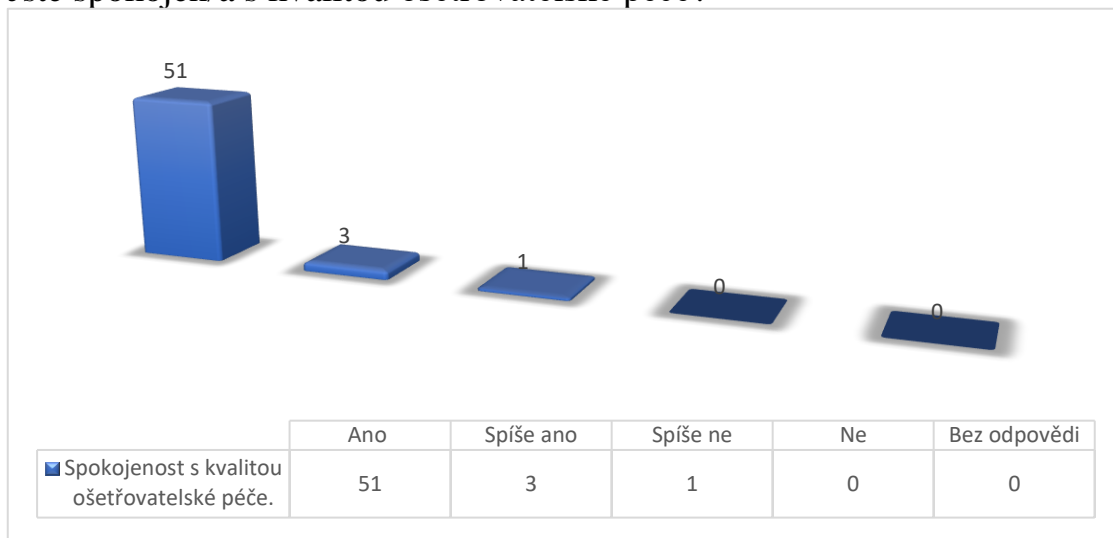 51
3
1
0
0
Ano Spíše ano Spíše ne Ne Bez odpovědi
Spokojenost s kvalitou
ošetřovatelské péče.
51 3 1 0 0